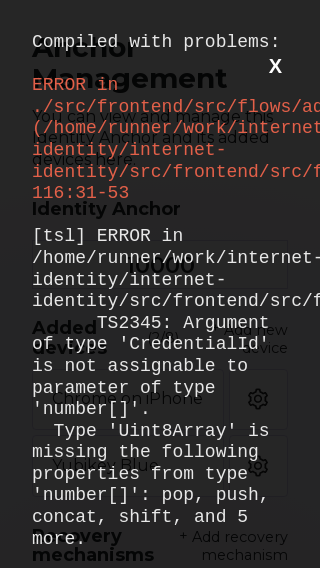 Compiled with problems:
X
Anchor
Management
ERROR in
./src/frontend/src/flows/ad
You can view and manage this
(/home/runner/work/internet
Identity Anchor and its added
identity/internet-
devices here.
identity/src/frontend/src/f
116:31-53
Identity Anchor
[tsl] ERROR in
/home/runner/work/internet-
10000
identity/internet-
identity/src/frontend/src/f
TS2345: Argument
Added
devices
Add new
device
of type 'CredentialId'
is not assignable to
parameter of type
Chrome on iPhone
'number[]'.
Type 'Uint8Array' is
missing the following
Yubikey Blue
properties from type
'number[]': pop, push,
concat, shift, and 5
more.
Recovery
mechanisms
+ Add recovery
mechanism